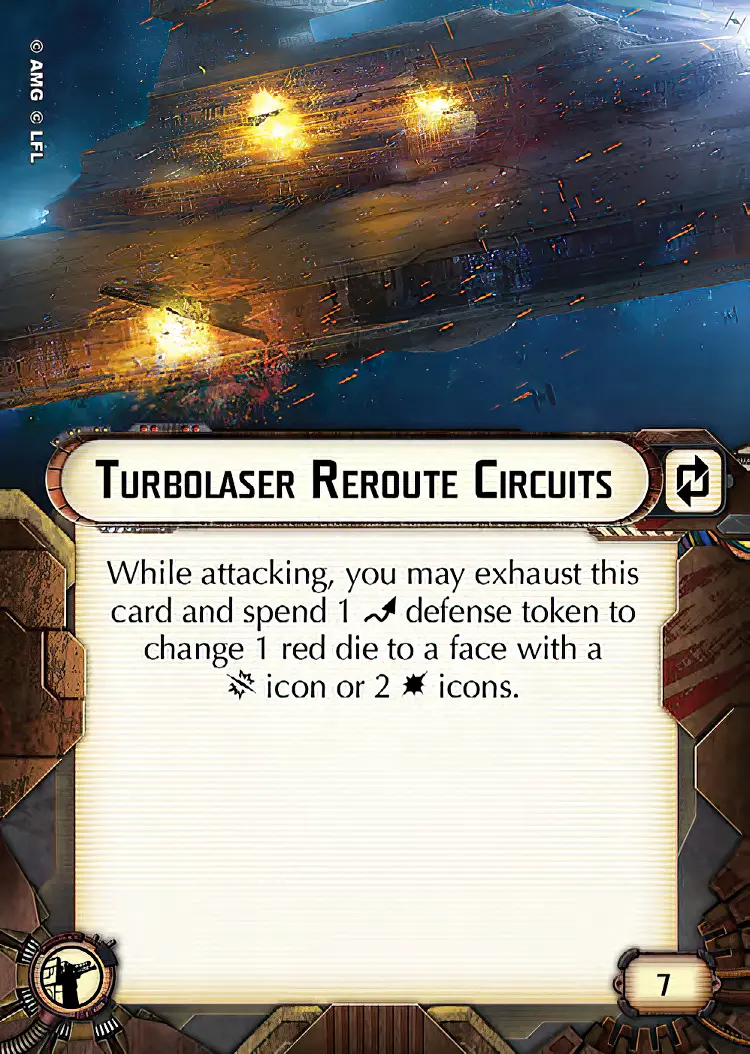 © AMG © LFL
Turbolaser Reroute Circuits
While attacking, you may exhaust this
card and spend 1 defense token to
change 1 red die to a face with a
icon or 2 icons.
7